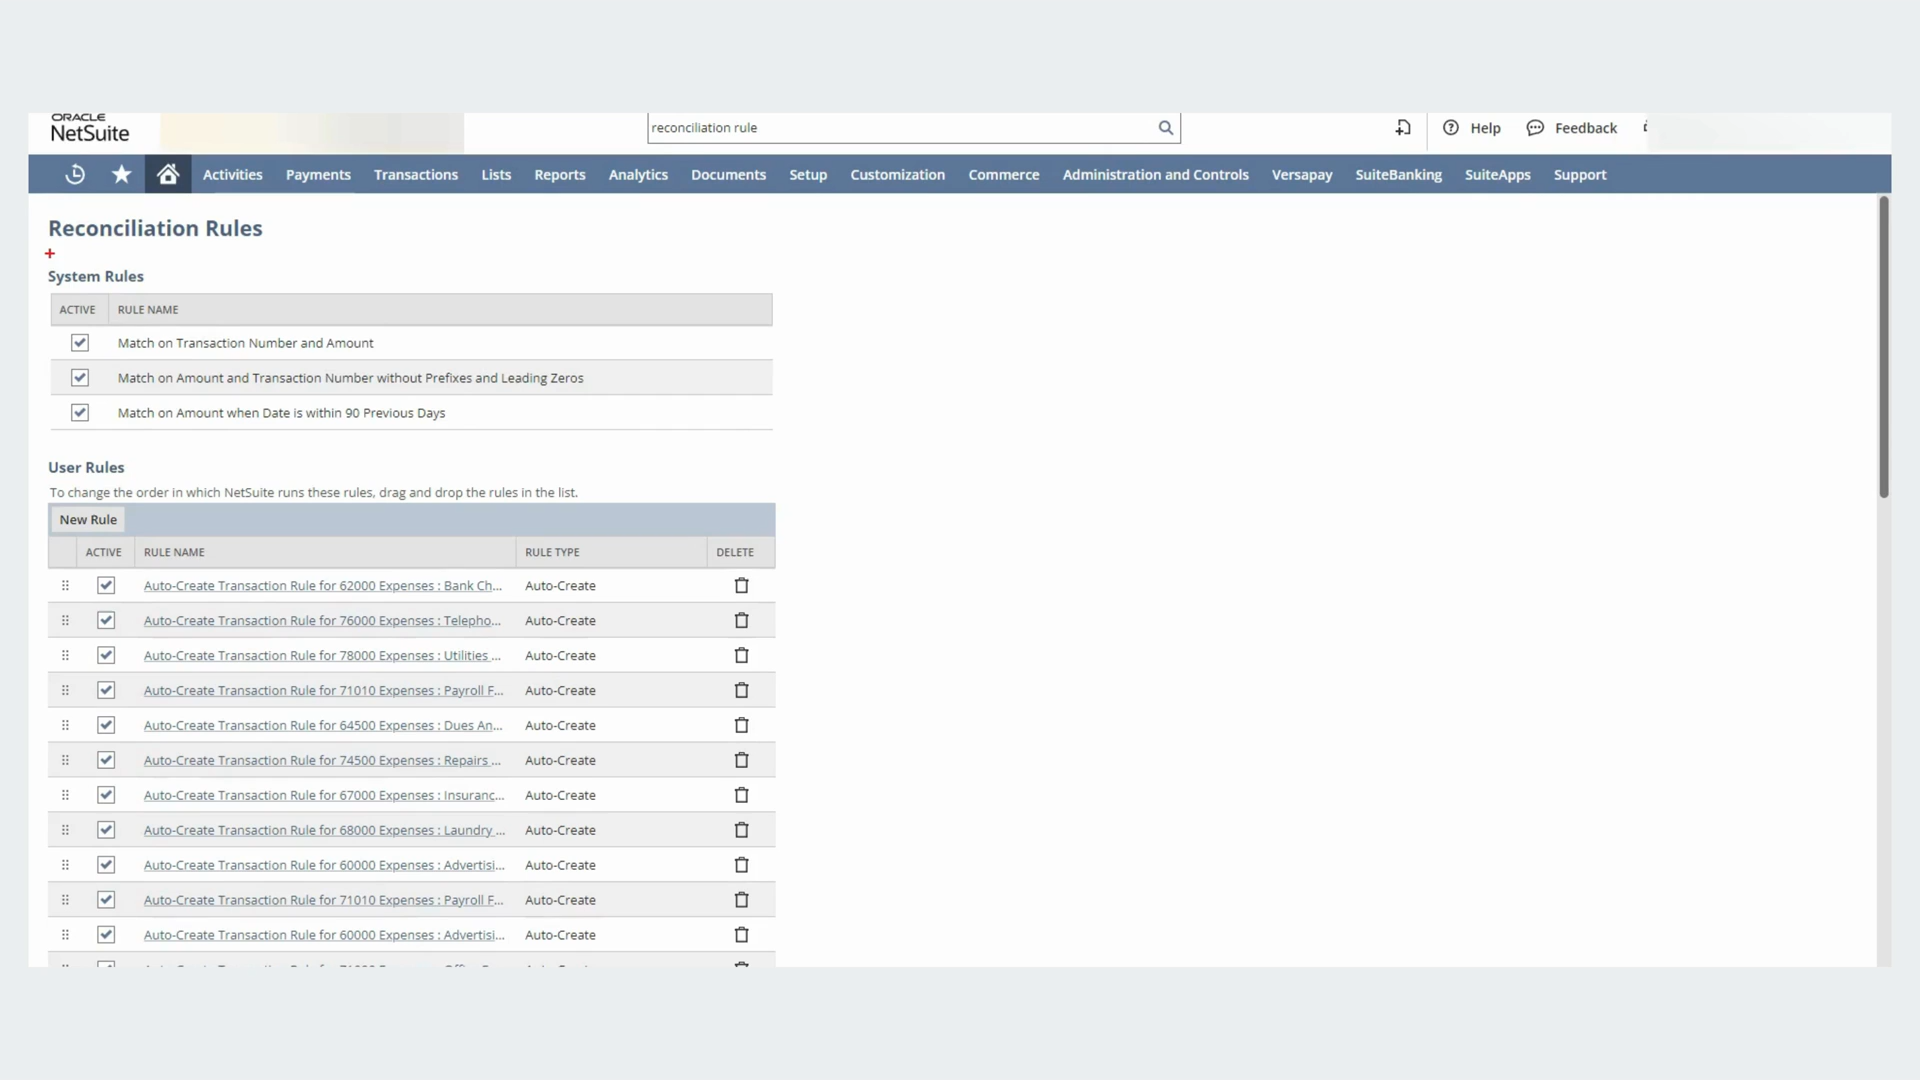 ORACLE
NetSuite
reconciliation rule
Help
Feedback
Activities Payments Transactions Lists Reports Analytics Documents Setup Customization Commerce Administration and Controls Versapay SuiteBanking SuiteApps Support
Reconciliation Rules
+
System Rules
ACTIVE RULE NAME
Match on Transaction Number and Amount
Match on Amount and Transaction Number without Prefixes and Leading Zeros
Match on Amount when Date is within 90 Previous Days
User Rules
To change the order in which NetSuite runs these rules, drag and drop the rules in the list.
New Rule
ACTIVE RULE NAME RULE TYPE DELETE
Auto-Create Transaction Rule for 62000 Expenses : Bank Ch... Auto-Create
Auto-Create Transaction Rule for 76000 Expenses : Telepho... Auto-Create
Auto-Create Transaction Rule for 78000 Expenses : Utilities ... Auto-Create
Auto-Create Transaction Rule for 71010 Expenses : Payroll F... Auto-Create
Auto-Create Transaction Rule for 64500 Expenses : Dues An... Auto-Create
Auto-Create Transaction Rule for 74500 Expenses : Repairs ... Auto-Create
Auto-Create Transaction Rule for 67000 Expenses : Insuranc... Auto-Create
Auto-Create Transaction Rule for 68000 Expenses : Laundry ... Auto-Create
Auto-Create Transaction Rule for 60000 Expenses : Advertisi... Auto-Create
Auto-Create Transaction Rule for 71010 Expenses : Payroll F... Auto-Create
Auto-Create Transaction Rule for 60000 Expenses : Advertisi... Auto-Create